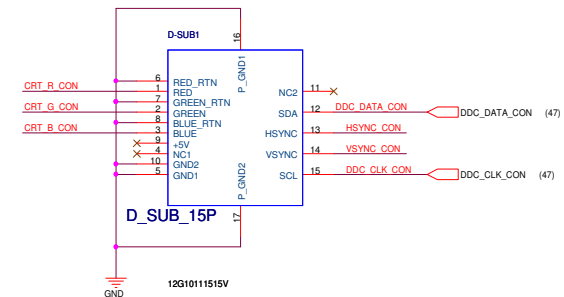 D-SUB1
16
P_GND1
6 RED_RTN
CRT_R_CON 1 RED
7 GREEN_RTN
CRT_G_CON 2 GREEN
8 BLUE_RTN
CRT_B_CON 3 BLUE
9 +5V
4 NC1
10 GND2
5 GND1
NC2 11
SDA 12 DDC_DATA_CON DDC_DATA_CON (47)
HSYNC 13 HSYNC_CON
VSYNC 14 VSYNC_CON
SCL 15 DDC_CLK_CON DDC_CLK_CON (47)
P_GND2
17
D_SUB_15P
12G10111515V
GND